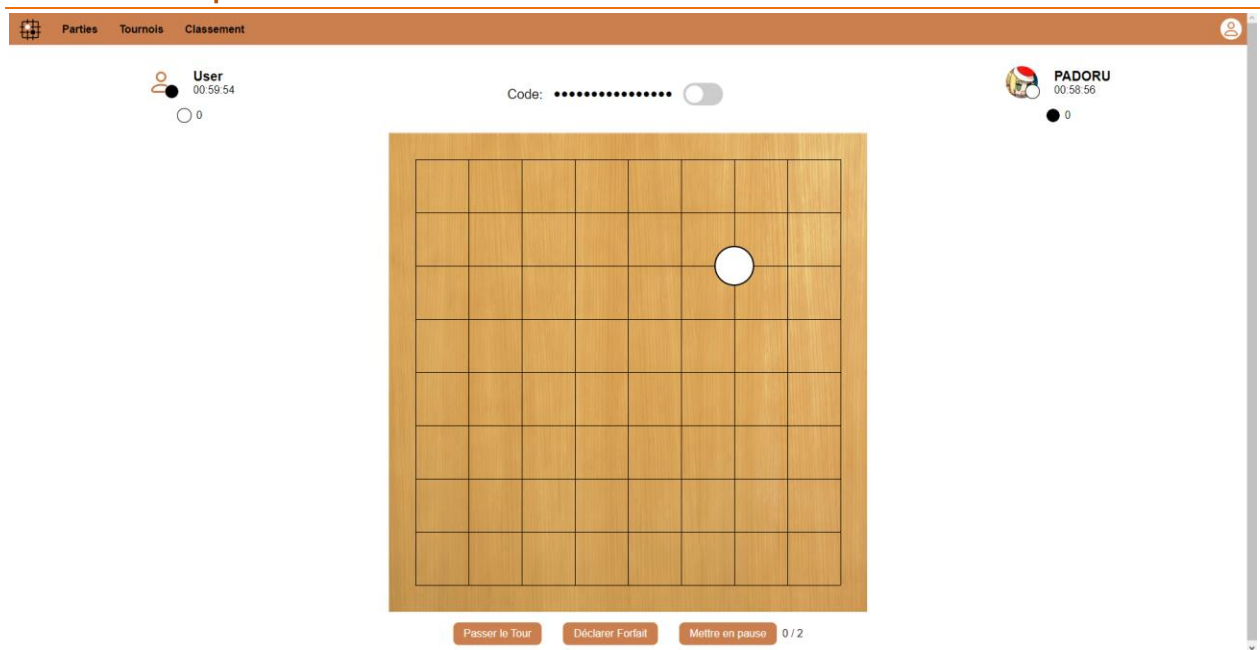 Parties Tournois Classement
User
00:59:54
0
Code: ••••••••••••••••
PADORU
00:58:56
0
Passer le Tour Déclarer Forfait Mettre en pause 0 / 2